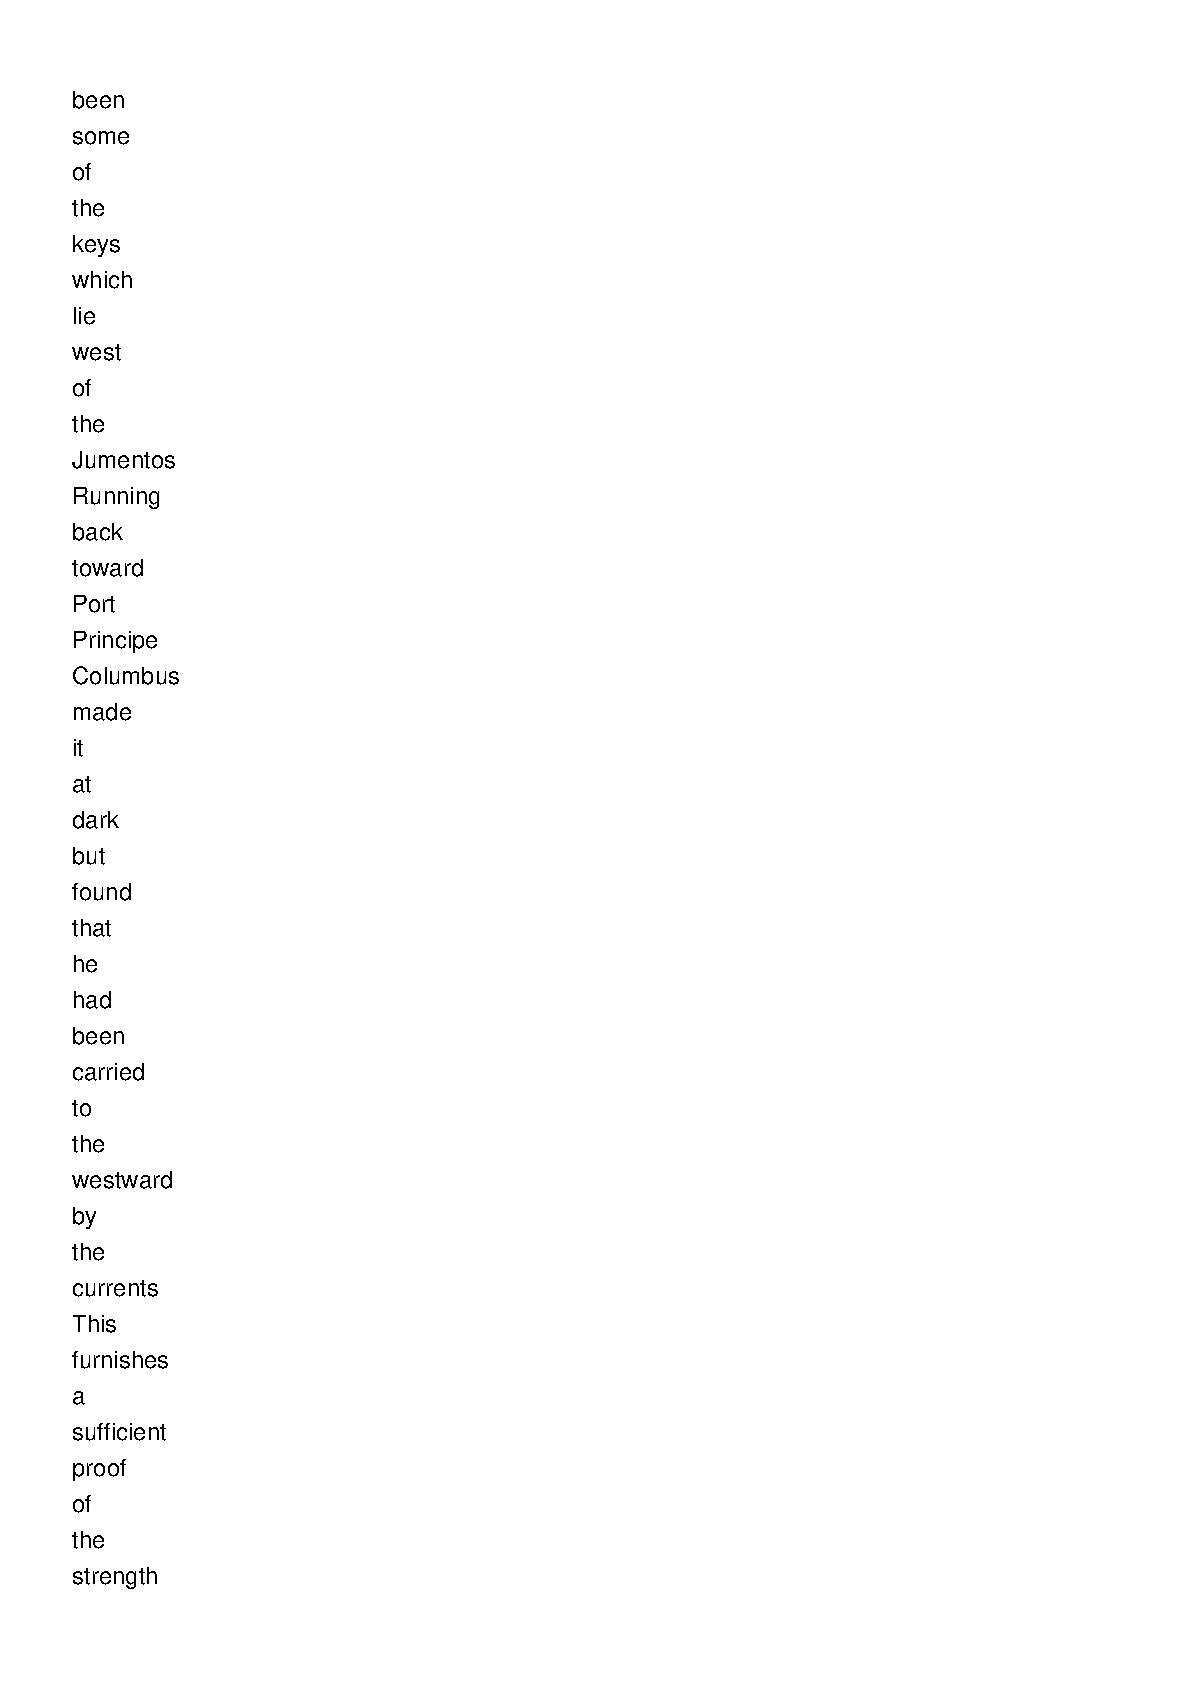 been
some
of
the
keys
which
lie
west
of
the
Jumentos
Running
back
toward
Port
Principe
Columbus
made
it
at
dark
but
found
that
he
had
been
carried
to
the
westward
by
the
currents
This
furnishes
a
sufficient
proof
of
the
strength